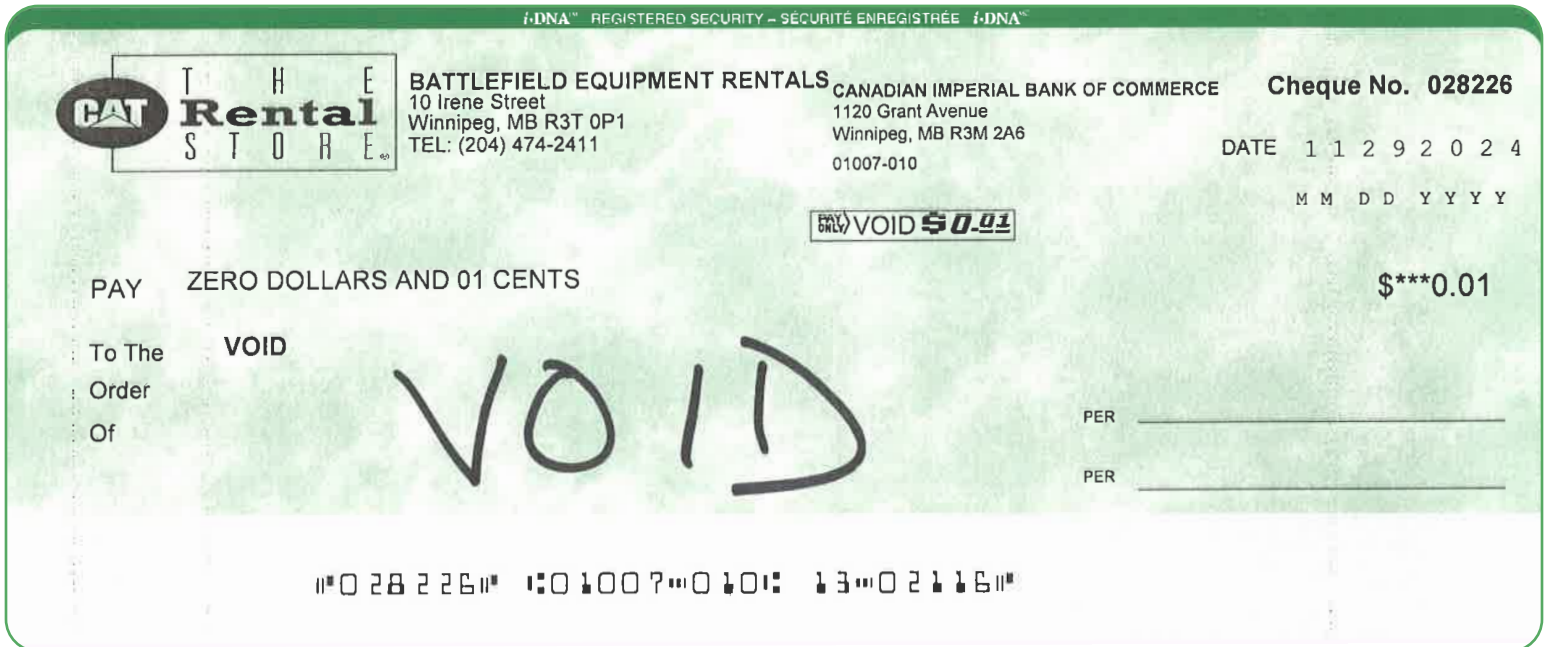 i-DNA™ REGISTERED SECURITY – SÉCURITÉ ENREGISTRÉE i-DNA MC
CAT
THE
Rental
STORE®
BATTLEFIELD EQUIPMENT RENTALS
10 Irene Street
Winnipeg, MB R3T 0P1
TEL: (204) 474-2411
CANADIAN IMPERIAL BANK OF COMMERCE
1120 Grant Avenue
Winnipeg, MB R3M 2A6
01007-010
Cheque No. 028226
DATE 1 1 2 9 2 0 2 4
M M D D Y Y Y Y
PAY ONLY VOID $0.01
PAY ZERO DOLLARS AND 01 CENTS $***0.01
To The VOID
Order
Of
VOID
PER
PER
⑈028226⑈ ⑆01007⑉010⑆ 13⑉02116⑈